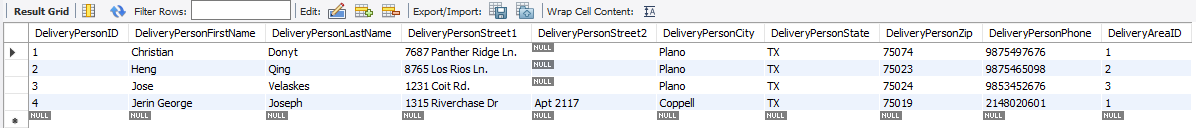 Result Grid Filter Rows: Edit: Export/Import: Wrap Cell Content: IA
DeliveryPersonID DeliveryPersonFirstName DeliveryPersonLastName DeliveryPersonStreet1 DeliveryPersonStreet2 DeliveryPersonCity DeliveryPersonState DeliveryPersonZip DeliveryPersonPhone DeliveryAreaID
1 Christian Donyt 7687 Panther Ridge Ln. NULL Plano TX 75074 9875497676 1
2 Heng Qing 8765 Los Rios Ln. NULL Plano TX 75023 9875465098 2
3 Jose Velaskes 1231 Coit Rd. NULL Plano TX 75024 9853452676 3
4 Jerin George Joseph 1315 Riverchase Dr Apt 2117 Coppell TX 75019 2148020601 1
NULL NULL NULL NULL NULL NULL NULL NULL NULL NULL